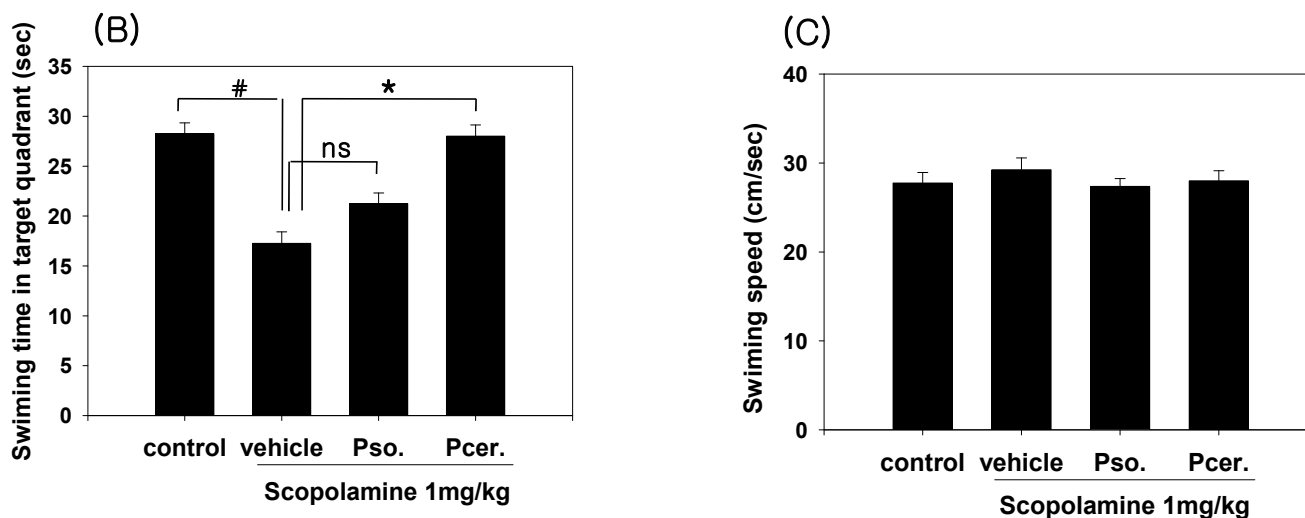 (B)
Swiming time in target quadrant (sec)
35
30
25
20
15
10
5
0
#
*
ns
control vehicle Pso. Pcer.
Scopolamine 1mg/kg
(C)
Swiming speed (cm/sec)
40
30
20
10
0
control vehicle Pso. Pcer.
Scopolamine 1mg/kg